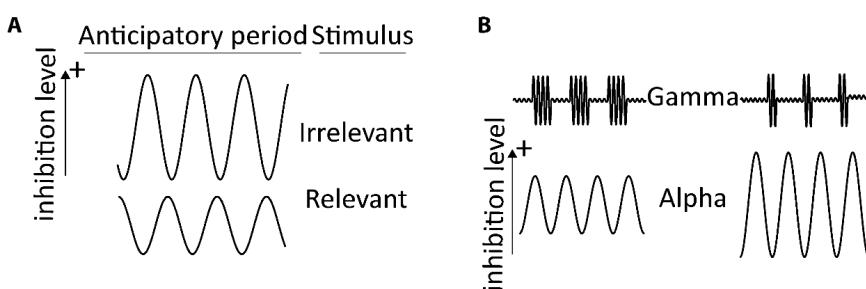 A
Anticipatory period Stimulus
inhibition level
+
Irrelevant
Relevant
B
Gamma
inhibition level
+
Alpha